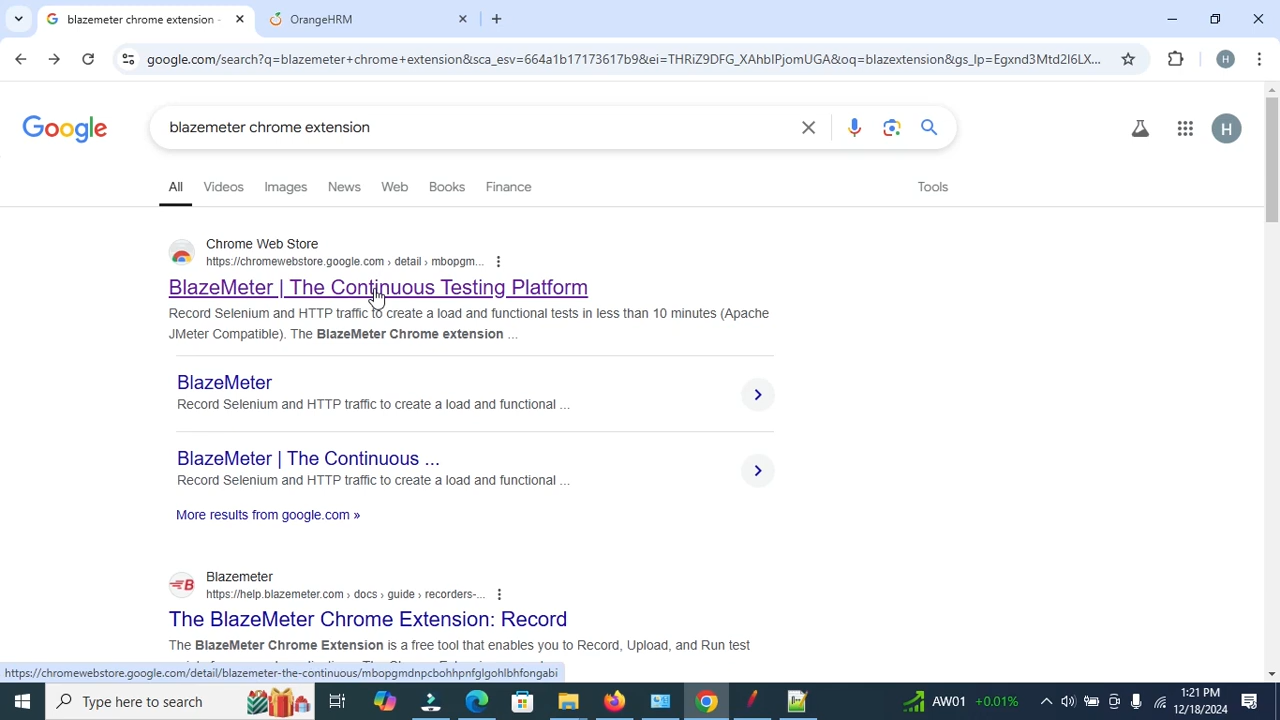 blazemeter chrome extension -
OrangeHRM
google.com/search?q=blazemeter+chrome+extension&sca_esv=664a1b17173617b9&ei=THRiZ9DFG_XAhbIPjomUGA&oq=blazextension&gs_lp=Egxnd3Mtd2l6LX...
H
Google
blazemeter chrome extension
H
All
Videos
Images
News
Web
Books
Finance
Tools
Chrome Web Store
https://chromewebstore.google.com › detail › mbopgm...
BlazeMeter | The Continuous Testing Platform
Record Selenium and HTTP traffic to create a load and functional tests in less than 10 minutes (Apache
JMeter Compatible). The BlazeMeter Chrome extension ...
BlazeMeter
Record Selenium and HTTP traffic to create a load and functional ...
BlazeMeter | The Continuous ...
Record Selenium and HTTP traffic to create a load and functional ...
More results from google.com »
Blazemeter
https://help.blazemeter.com › docs › guide › recorders-...
The BlazeMeter Chrome Extension: Record
The BlazeMeter Chrome Extension is a free tool that enables you to Record, Upload, and Run test
https://chromewebstore.google.com/detail/blazemeter-the-continuous/mbopgmdnpcbohhpnfglgohlbhfongabi
Type here to search
AW01 +0.01%
1:21 PM
12/18/2024